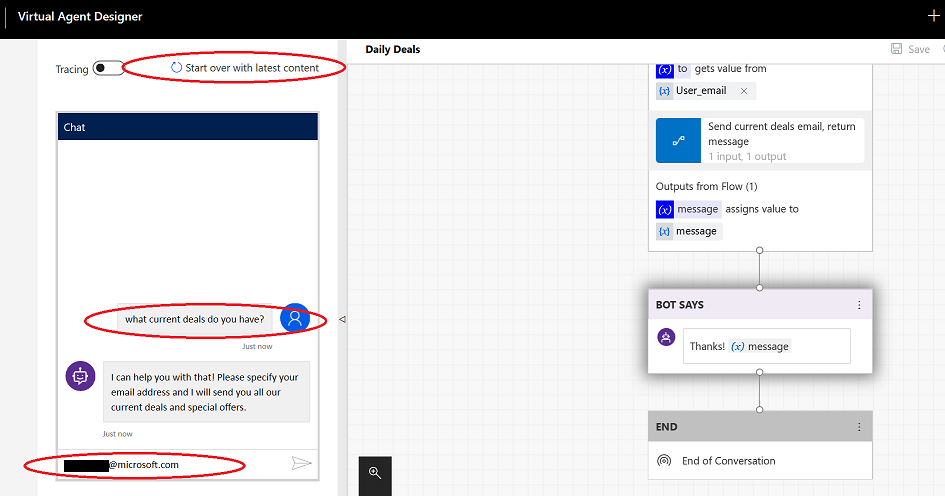 Virtual Agent Designer
Tracing
Start over with latest content
Chat
what current deals do you have?
Just now
I can help you with that! Please specify your
email address and I will send you all our
current deals and special offers.
Just now
@microsoft.com
Daily Deals
Save
(x) to gets value from
{x} User_email
Send current deals email, return
message
1 input, 1 output
Outputs from Flow (1)
(x) message assigns value to
{x} message
BOT SAYS
Thanks! (x) message
END
End of Conversation